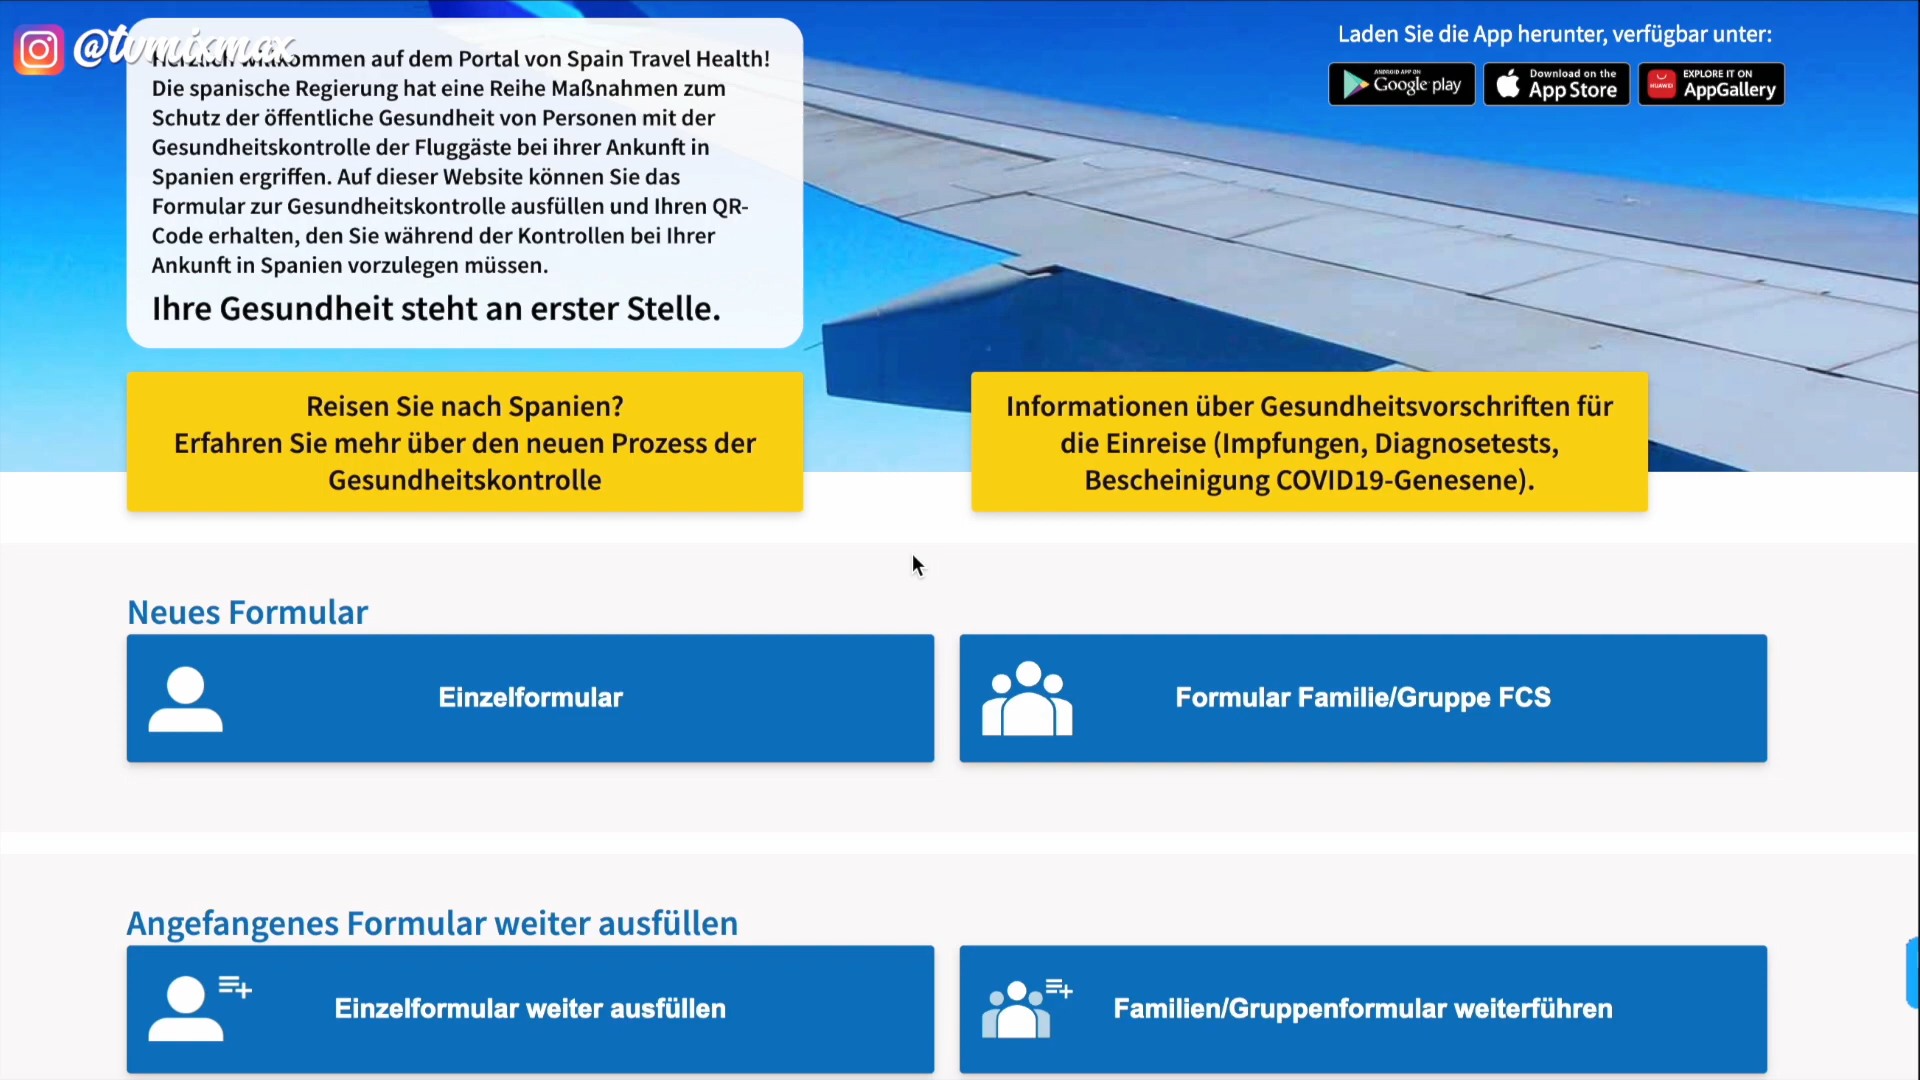 @tomixmax
Herzlich willkommen auf dem Portal von Spain Travel Health!
Die spanische Regierung hat eine Reihe Maßnahmen zum
Schutz der öffentliche Gesundheit von Personen mit der
Gesundheitskontrolle der Fluggäste bei ihrer Ankunft in
Spanien ergriffen. Auf dieser Website können Sie das
Formular zur Gesundheitskontrolle ausfüllen und Ihren QR-
Code erhalten, den Sie während der Kontrollen bei Ihrer
Ankunft in Spanien vorzulegen müssen.
Ihre Gesundheit steht an erster Stelle.
Laden Sie die App herunter, verfügbar unter:
ANDROID APP ON
Google play
Download on the
App Store
HUAWEI
EXPLORE IT ON
AppGallery
Reisen Sie nach Spanien?
Erfahren Sie mehr über den neuen Prozess der
Gesundheitskontrolle
Informationen über Gesundheitsvorschriften für
die Einreise (Impfungen, Diagnosetests,
Bescheinigung COVID19-Genesene).
Neues Formular
Einzelformular
Formular Familie/Gruppe FCS
Angefangenes Formular weiter ausfüllen
Einzelformular weiter ausfüllen
Familien/Gruppenformular weiterführen